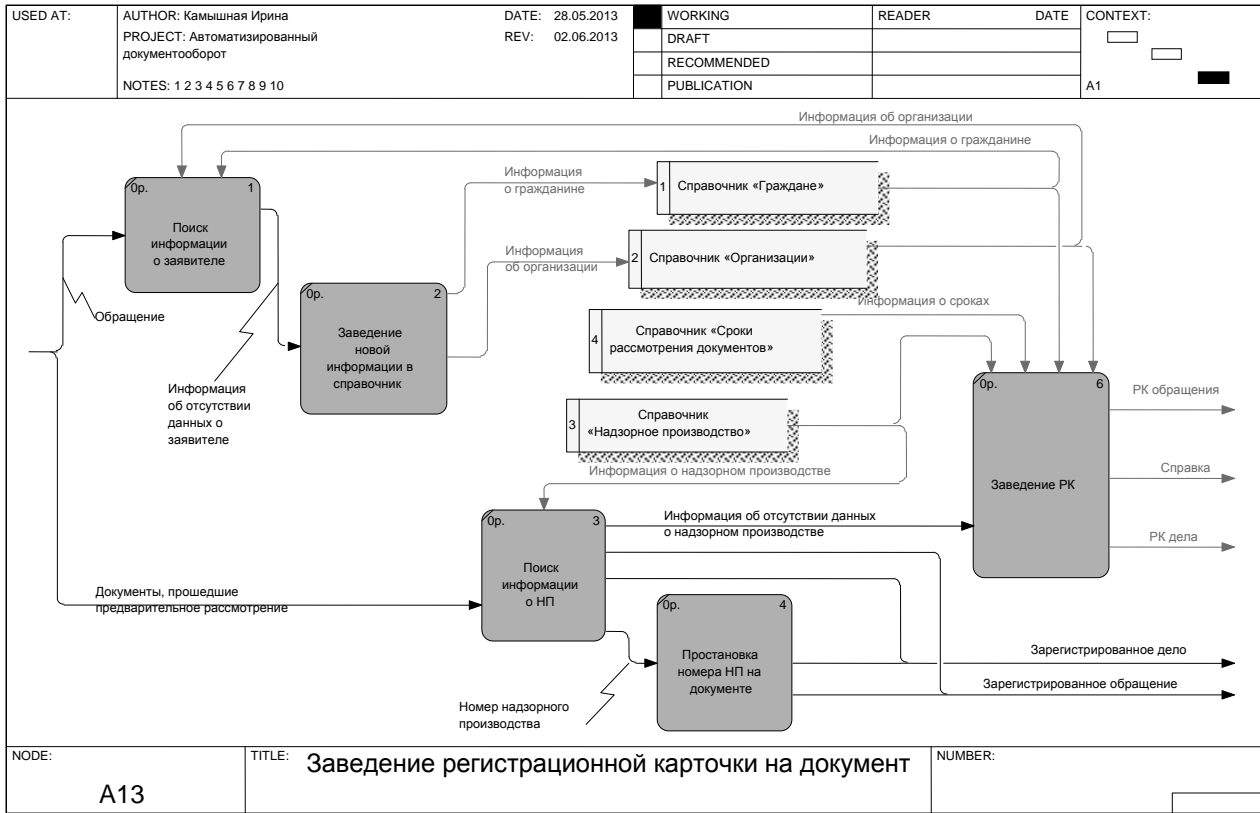 USED AT:
AUTHOR: Камышная Ирина
DATE: 28.05.2013
WORKING
READER
DATE
CONTEXT:
PROJECT: Автоматизированный
документооборот
REV: 02.06.2013
DRAFT
RECOMMENDED
NOTES: 1 2 3 4 5 6 7 8 9 10
PUBLICATION
A1
Информация об организации
Информация о гражданине
0р. 1
Поиск
информации
о заявителе
Информация
о гражданине
1 Справочник «Граждане»
Информация
об организации
2 Справочник «Организации»
0р. 2
Заведение
новой
информации в
справочник
Обращение
Информация о сроках
4 Справочник «Сроки
рассмотрения документов»
Информация
об отсутствии
данных о
заявителе
3 Справочник
«Надзорное производство»
Информация о надзорном производстве
0р. 6
Заведение РК
РК обращения
Справка
РК дела
0р. 3
Поиск
информации
о НП
Информация об отсутствии данных
о надзорном производстве
Документы, прошедшие
предварительное рассмотрение
0р. 4
Простановка
номера НП на
документе
Зарегистрированное дело
Зарегистрированное обращение
Номер надзорного
производства
NODE:
A13
TITLE: Заведение регистрационной карточки на документ
NUMBER: